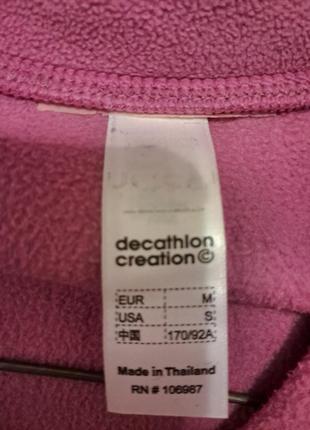 decathlon
creation©
EUR M
USA S
中国 170/92A
Made in Thailand
RN # 106987